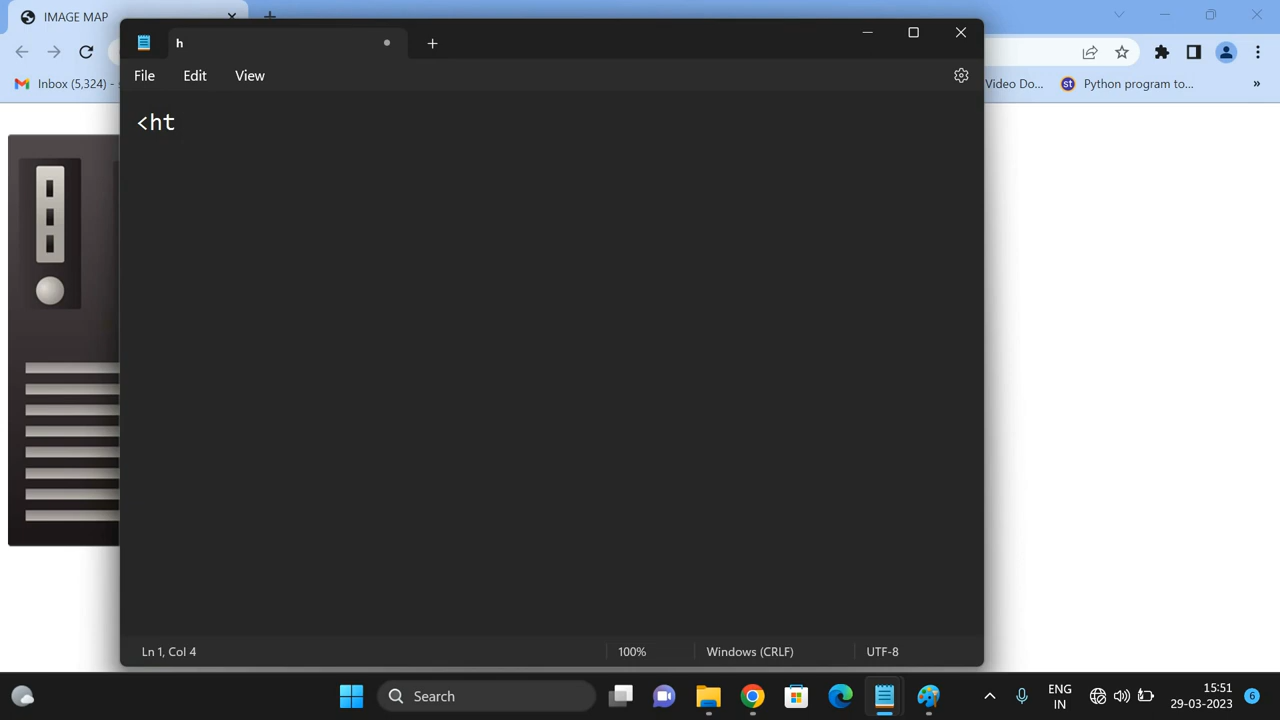 IMAGE MAP
h
Inbox (5,324) -
Video Do...
st
Python program to...
»
File
Edit
View
<ht
Ln 1, Col 4
100%
Windows (CRLF)
UTF-8
Search
ENG
IN
15:51
29-03-2023
6